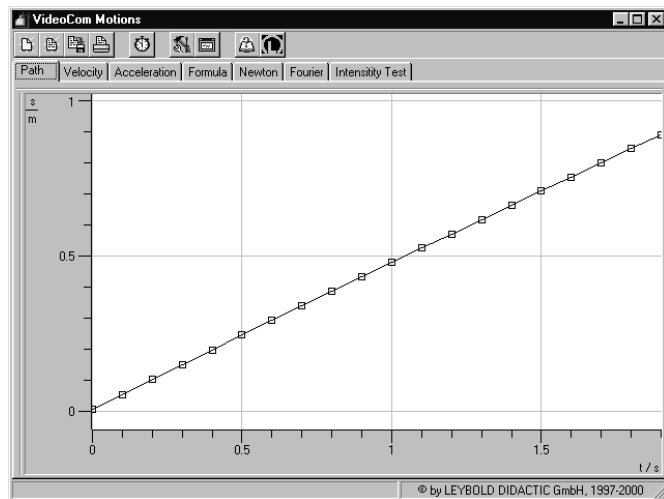 VideoCom Motions
Path Velocity Acceleration Formula Newton Fourier Intensitity Test
s
m
1
0.5
0
0 0.5 1 1.5
t / s
© by LEYBOLD DIDACTIC GmbH, 1997-2000